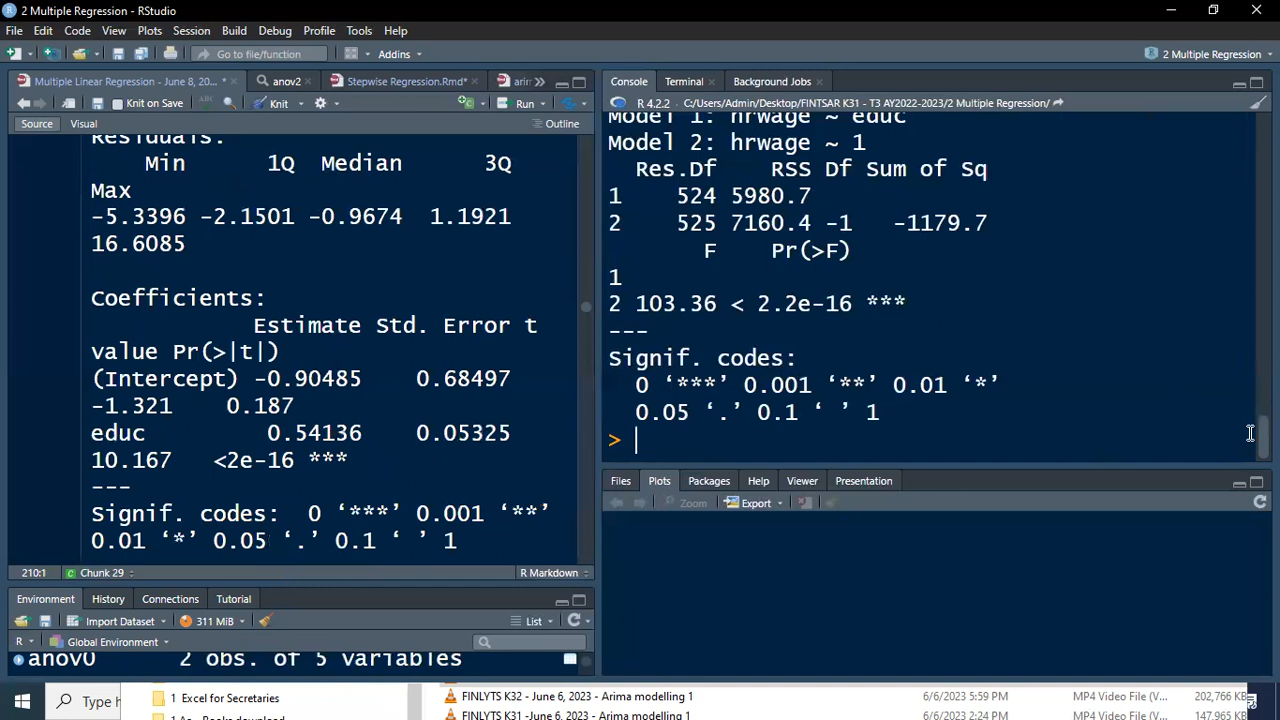 2 Multiple Regression - RStudio
File Edit Code View Plots Session Build Debug Profile Tools Help
Go to file/function Addins 2 Multiple Regression
Multiple Linear Regression - June 8, 20... * anov2 Stepwise Regression.Rmd* arin
Knit on Save Knit Run
Source Visual Outline
Residuals:
Min 1Q Median 3Q
Max
-5.3396 -2.1501 -0.9674 1.1921
16.6085
Coefficients:
Estimate Std. Error t
value Pr(>|t|)
(Intercept) -0.90485 0.68497
-1.321 0.187
educ 0.54136 0.05325
10.167 <2e-16 ***
---
Signif. codes: 0 ‘***’ 0.001 ‘**’
0.01 ‘*’ 0.05 ‘.’ 0.1 ‘ ’ 1
210:1 Chunk 29 R Markdown
Environment History Connections Tutorial
Import Dataset 311 MiB List
R Global Environment
anov0 2 obs. of 5 variables
Console Terminal Background Jobs
R 4.2.2 · C:/Users/Admin/Desktop/FINTSAR K31 - T3 AY2022-2023/2 Multiple Regression/
Model 1: hrwage ~ educ
Model 2: hrwage ~ 1
Res.Df RSS Df Sum of Sq
1 524 5980.7
2 525 7160.4 -1 -1179.7
F Pr(>F)
1
2 103.36 < 2.2e-16 ***
---
Signif. codes:
0 ‘***’ 0.001 ‘**’ 0.01 ‘*’
0.05 ‘.’ 0.1 ‘ ’ 1
>
Files Plots Packages Help Viewer Presentation
Zoom Export
Type h
1 Excel for Secretaries
FINLYTS K32 - June 6, 2023 - Arima modelling 1 6/6/2023 5:59 PM MP4 Video File (V... 202,766 KB
FINLYTS K31 -June 6, 2023 - Arima modelling 1 6/6/2023 2:24 PM MP4 Video File (V... 147,965 KB